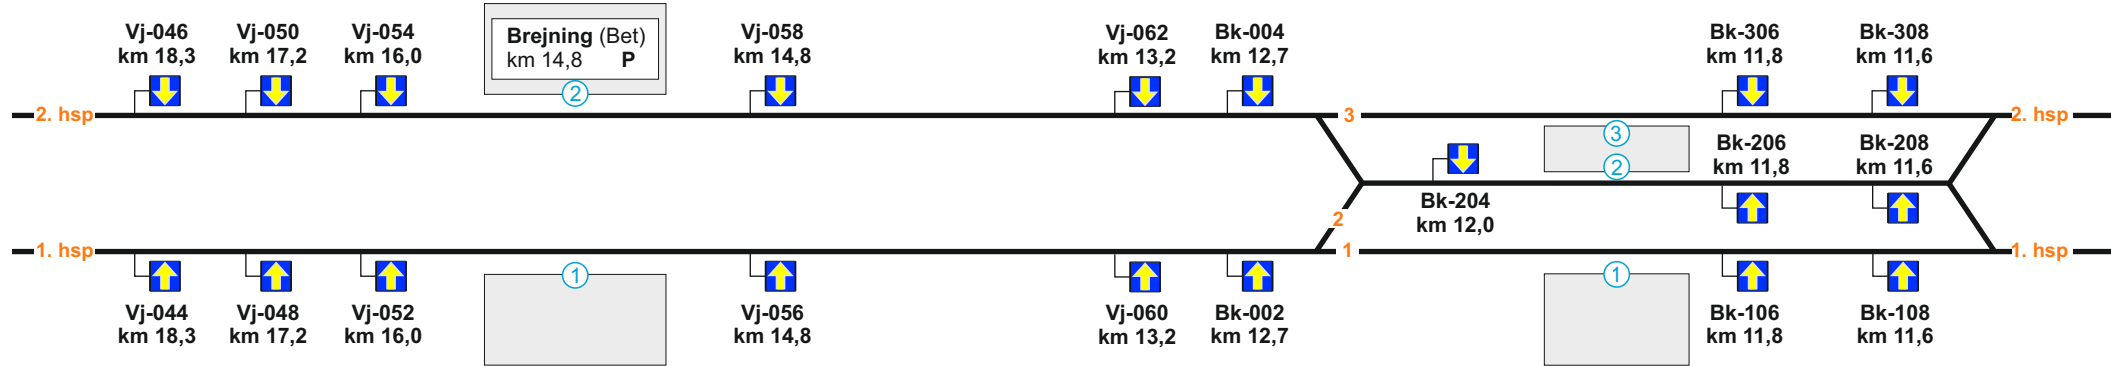 Vj-046
km 18,3
Vj-050
km 17,2
Vj-054
km 16,0
Brejning (Bet)
km 14,8 P
2
Vj-058
km 14,8
Vj-062
km 13,2
Bk-004
km 12,7
Bk-306
km 11,8
Bk-308
km 11,6
2. hsp
3
2. hsp
3
2
Bk-206
km 11,8
Bk-208
km 11,6
Bk-204
km 12,0
2
1. hsp
1
1. hsp
1
1
Vj-044
km 18,3
Vj-048
km 17,2
Vj-052
km 16,0
Vj-056
km 14,8
Vj-060
km 13,2
Bk-002
km 12,7
Bk-106
km 11,8
Bk-108
km 11,6